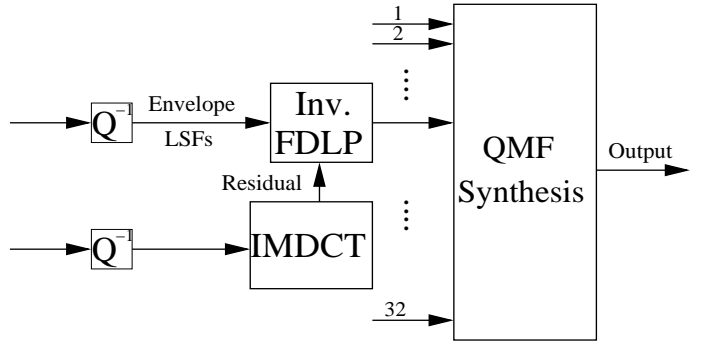 1
2
Q⁻¹
Envelope
LSFs
Inv.
FDLP
QMF
Synthesis
Output
Residual
Q⁻¹
IMDCT
32